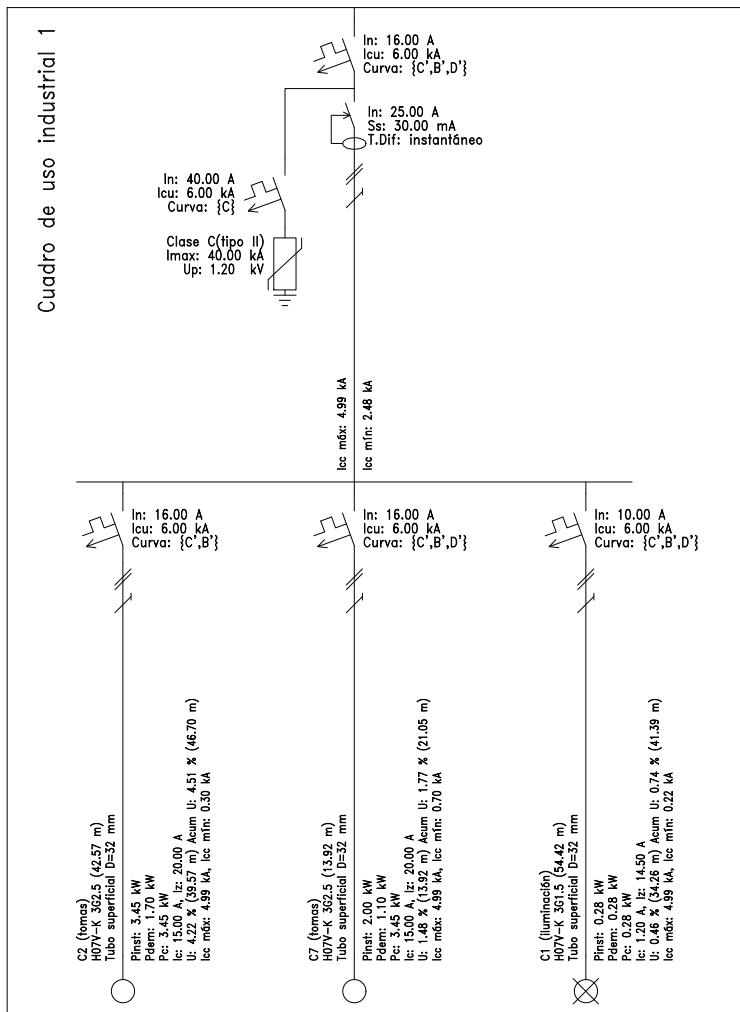 Cuadro de uso industrial 1
In: 16.00 A
Icu: 6.00 kA
Curva: {C',B',D'}
In: 25.00 A
Ss: 30.00 mA
T.Dif: instantáneo
In: 40.00 A
Icu: 6.00 kA
Curva: {C}
Clase C(tipo II)
Imax: 40.00 kA
Up: 1.20 kV
Icc máx: 4.99 kA
Icc mín: 2.48 kA
In: 16.00 A
Icu: 6.00 kA
Curva: {C',B'}
In: 16.00 A
Icu: 6.00 kA
Curva: {C',B',D'}
In: 10.00 A
Icu: 6.00 kA
Curva: {C',B',D'}
C2 (tomas)
H07V-K 3G2.5 (42.57 m)
Tubo superficial D=32 mm
Pinst: 3.45 kW
Pdem: 1.70 kW
Pc: 3.45 kW
Ic: 15.00 A, Iz: 20.00 A
U: 4.22 % (39.57 m) Acum U: 4.51 % (46.70 m)
Icc máx: 4.99 kA, Icc mín: 0.30 kA
C7 (tomas)
H07V-K 3G2.5 (13.92 m)
Tubo superficial D=32 mm
Pinst: 2.00 kW
Pdem: 1.10 kW
Pc: 3.45 kW
Ic: 15.00 A, Iz: 20.00 A
U: 1.48 % (13.92 m) Acum U: 1.77 % (21.05 m)
Icc máx: 4.99 kA, Icc mín: 0.70 kA
C1 (iluminación)
H07V-K 3G1.5 (54.42 m)
Tubo superficial D=32 mm
Pinst: 0.28 kW
Pdem: 0.28 kW
Pc: 0.28 kW
Ic: 1.20 A, Iz: 14.50 A
U: 0.46 % (34.26 m) Acum U: 0.74 % (41.39 m)
Icc máx: 4.99 kA, Icc mín: 0.22 kA